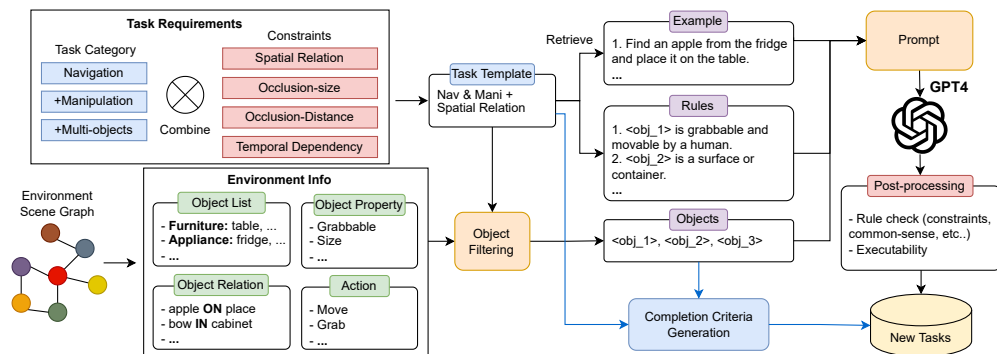 Task Requirements
Task Category
Navigation
+Manipulation
+Multi-objects
Combine
Constraints
Spatial Relation
Occlusion-size
Occlusion-Distance
Temporal Dependency
Task Template
Nav & Mani +
Spatial Relation
Retrieve
Example
1. Find an apple from the fridge
and place it on the table.
...
Rules
1. <obj_1> is grabbable and
movable by a human.
2. <obj_2> is a surface or
container.
...
Objects
<obj_1>, <obj_2>, <obj_3>
Prompt
GPT4
Post-processing
- Rule check (constraints,
common-sense, etc..)
- Executability
New Tasks
Environment
Scene Graph
Environment Info
Object List
- Furniture: table, ...
- Appliance: fridge, ...
- ...
Object Property
- Grabbable
- Size
- ...
Object Relation
- apple ON place
- bow IN cabinet
- ...
Action
- Move
- Grab
- ...
Object
Filtering
Completion Criteria
Generation